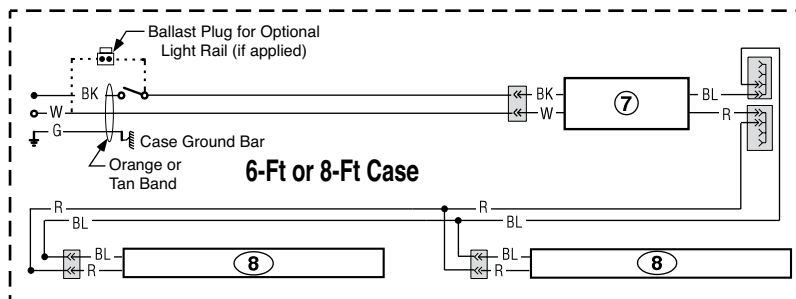 Ballast Plug for Optional
Light Rail (if applied)
BK
BK
BL
7
W
W
R
G
Case Ground Bar
Orange or
Tan Band
6-Ft or 8-Ft Case
R
R
BL
BL
BL
8
BL
8
R
R